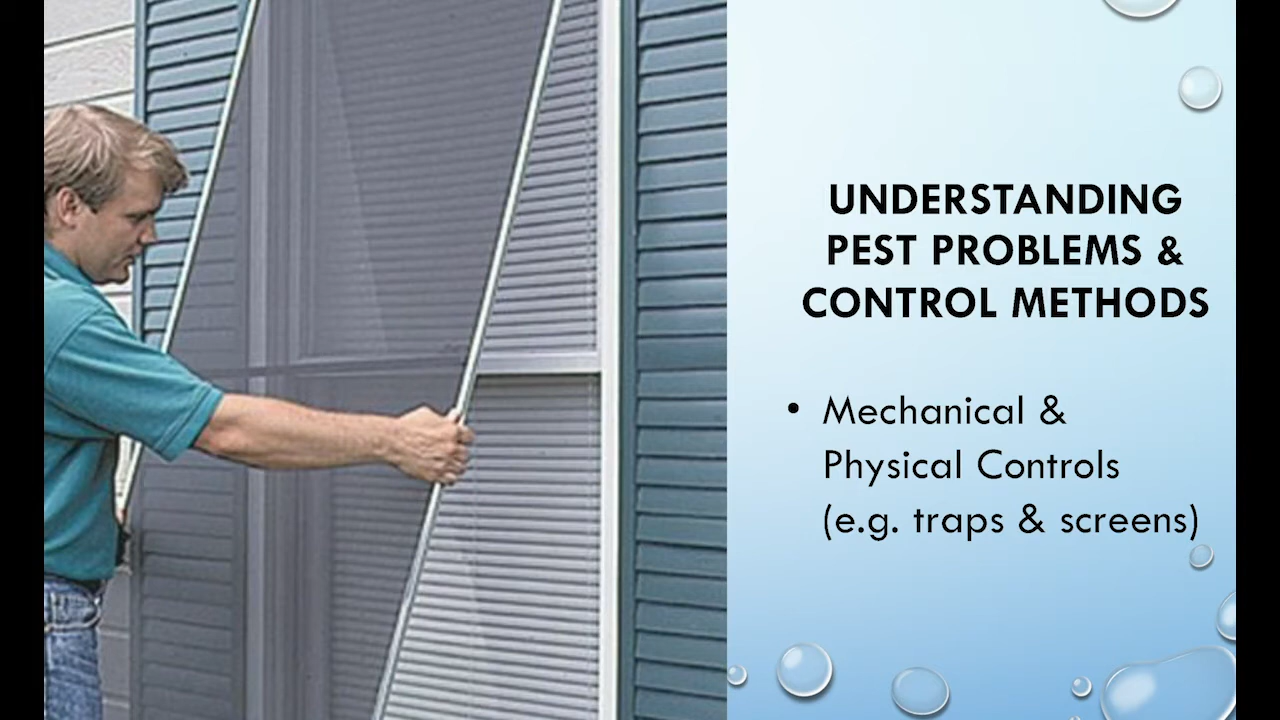 UNDERSTANDING
PEST PROBLEMS &
CONTROL METHODS
• Mechanical &
Physical Controls
(e.g. traps & screens)